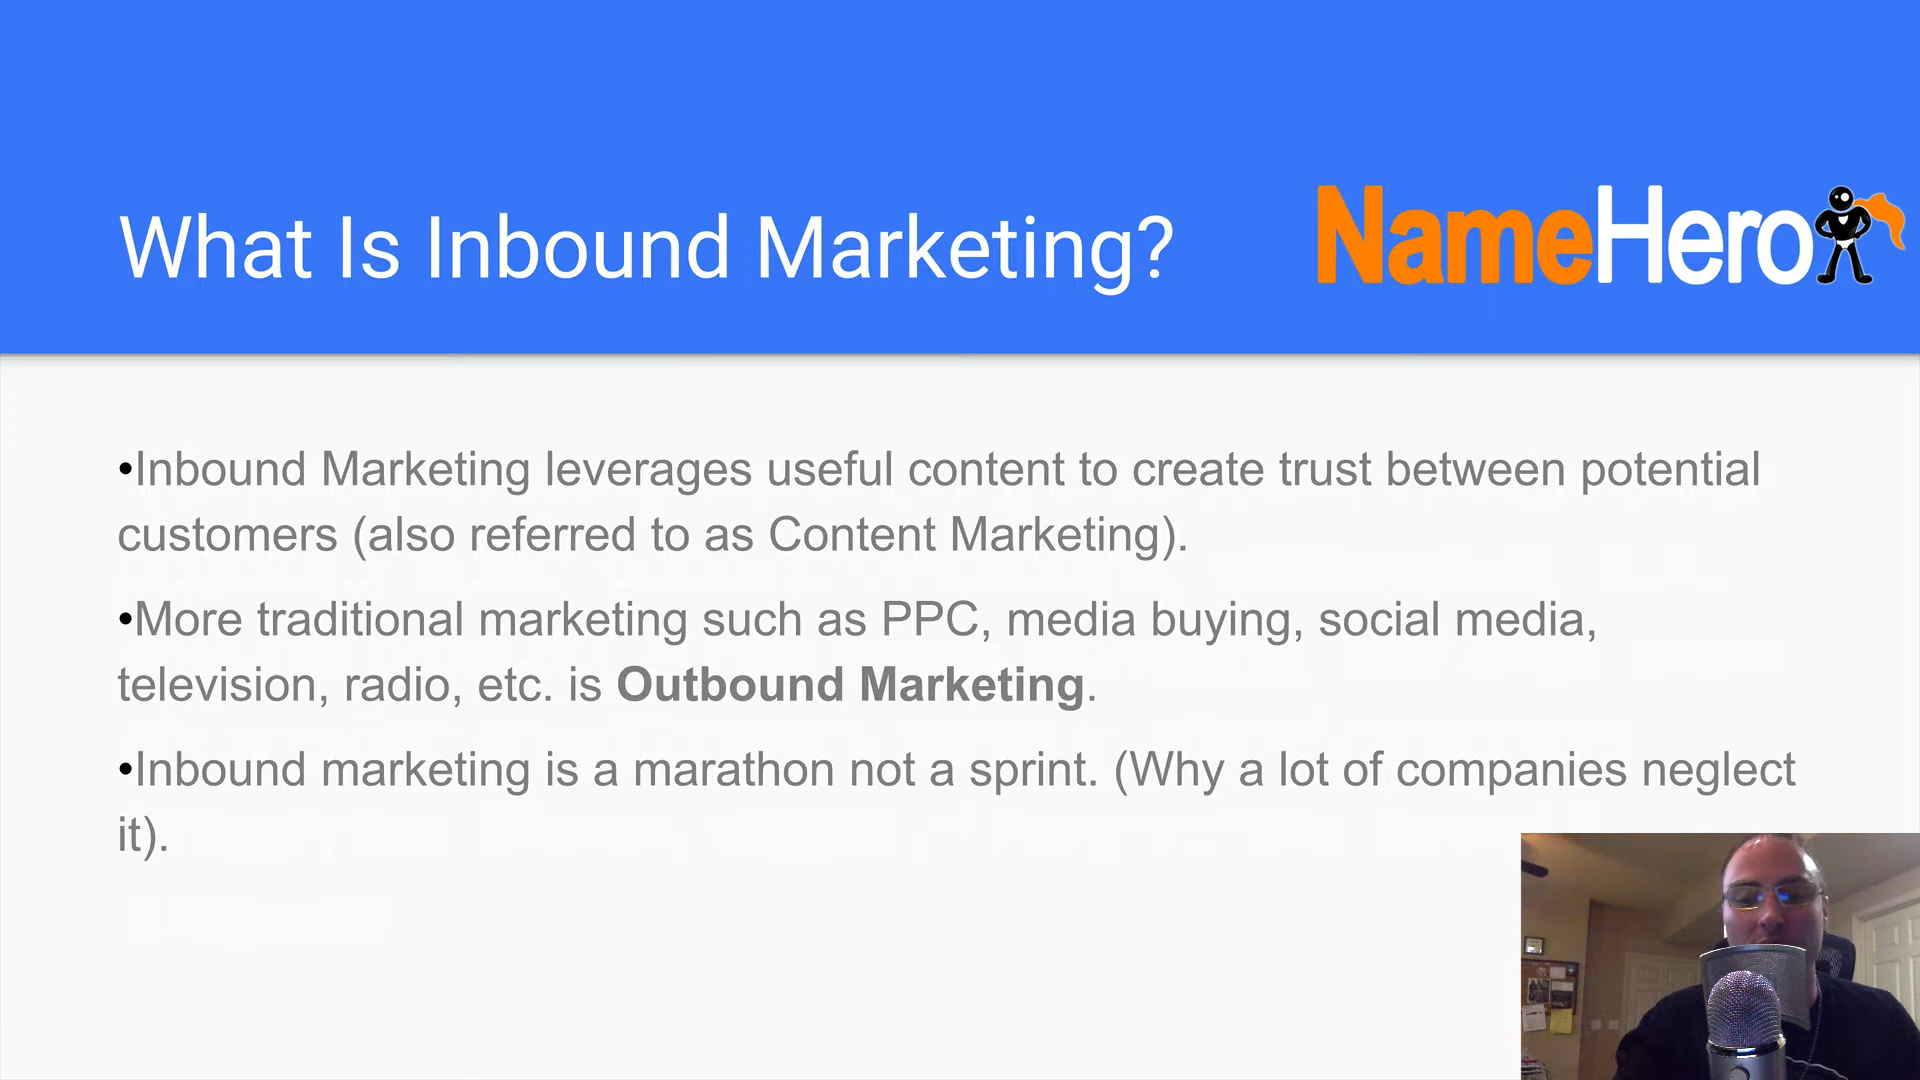 What Is Inbound Marketing?
NameHero
•Inbound Marketing leverages useful content to create trust between potential
customers (also referred to as Content Marketing).
•More traditional marketing such as PPC, media buying, social media,
television, radio, etc. is Outbound Marketing.
•Inbound marketing is a marathon not a sprint. (Why a lot of companies neglect
it).